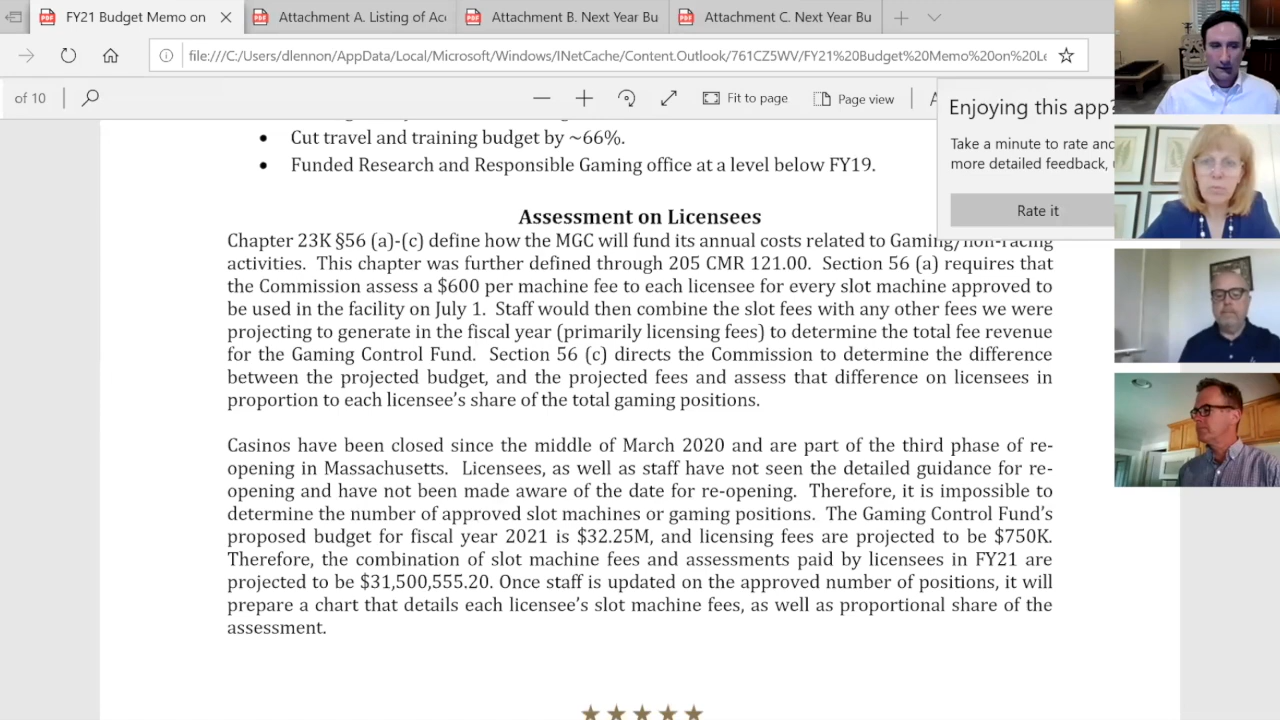 FY21 Budget Memo on
Attachment A. Listing of Ac
Attachment B. Next Year Bu
Attachment C. Next Year Bu
file:///C:/Users/dlennon/AppData/Local/Microsoft/Windows/INetCache/Content.Outlook/761CZ5WV/FY21%20Budget%20Memo%20on%20Le
of 10
Fit to page
Page view
Enjoying this app?
Take a minute to rate and
more detailed feedback,
Rate it
• Cut travel and training budget by ~66%.
• Funded Research and Responsible Gaming office at a level below FY19.
Assessment on Licensees
Chapter 23K §56 (a)-(c) define how the MGC will fund its annual costs related to Gaming/non-racing
activities. This chapter was further defined through 205 CMR 121.00. Section 56 (a) requires that
the Commission assess a $600 per machine fee to each licensee for every slot machine approved to
be used in the facility on July 1. Staff would then combine the slot fees with any other fees we were
projecting to generate in the fiscal year (primarily licensing fees) to determine the total fee revenue
for the Gaming Control Fund. Section 56 (c) directs the Commission to determine the difference
between the projected budget, and the projected fees and assess that difference on licensees in
proportion to each licensee's share of the total gaming positions.
Casinos have been closed since the middle of March 2020 and are part of the third phase of re-
opening in Massachusetts. Licensees, as well as staff have not seen the detailed guidance for re-
opening and have not been made aware of the date for re-opening. Therefore, it is impossible to
determine the number of approved slot machines or gaming positions. The Gaming Control Fund's
proposed budget for fiscal year 2021 is $32.25M, and licensing fees are projected to be $750K.
Therefore, the combination of slot machine fees and assessments paid by licensees in FY21 are
projected to be $31,500,555.20. Once staff is updated on the approved number of positions, it will
prepare a chart that details each licensee's slot machine fees, as well as proportional share of the
assessment.